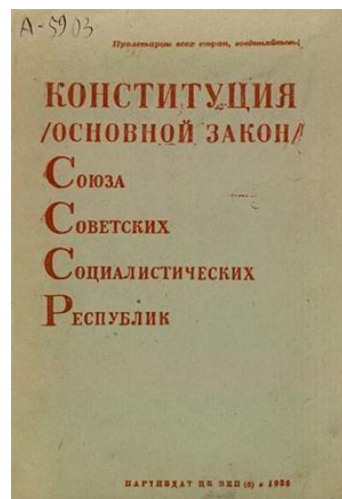 А-5903
Пролетарии всех стран, соединяйтесь!
КОНСТИТУЦИЯ
/ОСНОВНОЙ ЗАКОН/
СОЮЗА
СОВЕТСКИХ
СОЦИАЛИСТИЧЕСКИХ
РЕСПУБЛИК
ПАРТИЗДАТ ЦК ВКП(б) • 1936